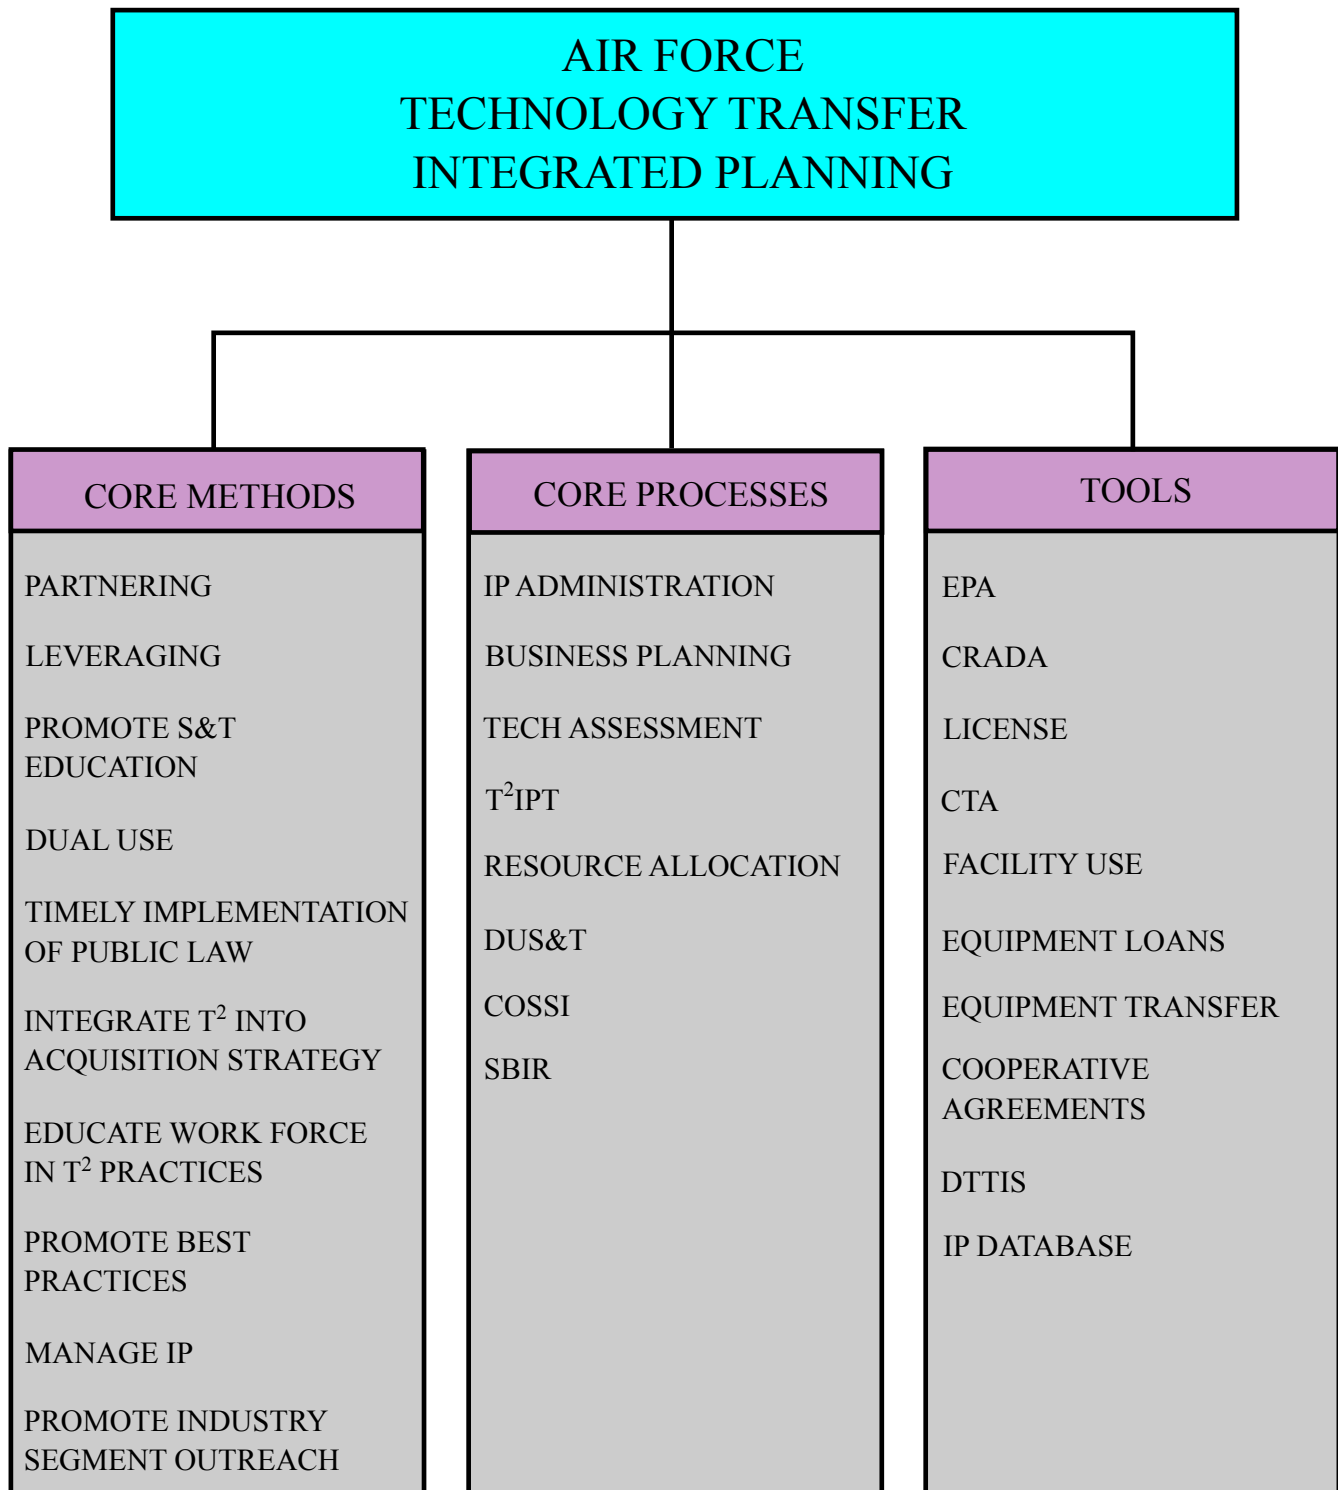 AIR FORCE
TECHNOLOGY TRANSFER
INTEGRATED PLANNING
CORE METHODS
PARTNERING
LEVERAGING
PROMOTE S&T
EDUCATION
DUAL USE
TIMELY IMPLEMENTATION
OF PUBLIC LAW
INTEGRATE T² INTO
ACQUISITION STRATEGY
EDUCATE WORK FORCE
IN T² PRACTICES
PROMOTE BEST
PRACTICES
MANAGE IP
PROMOTE INDUSTRY
SEGMENT OUTREACH
CORE PROCESSES
IP ADMINISTRATION
BUSINESS PLANNING
TECH ASSESSMENT
T²IPT
RESOURCE ALLOCATION
DUS&T
COSSI
SBIR
TOOLS
EPA
CRADA
LICENSE
CTA
FACILITY USE
EQUIPMENT LOANS
EQUIPMENT TRANSFER
COOPERATIVE
AGREEMENTS
DTTIS
IP DATABASE